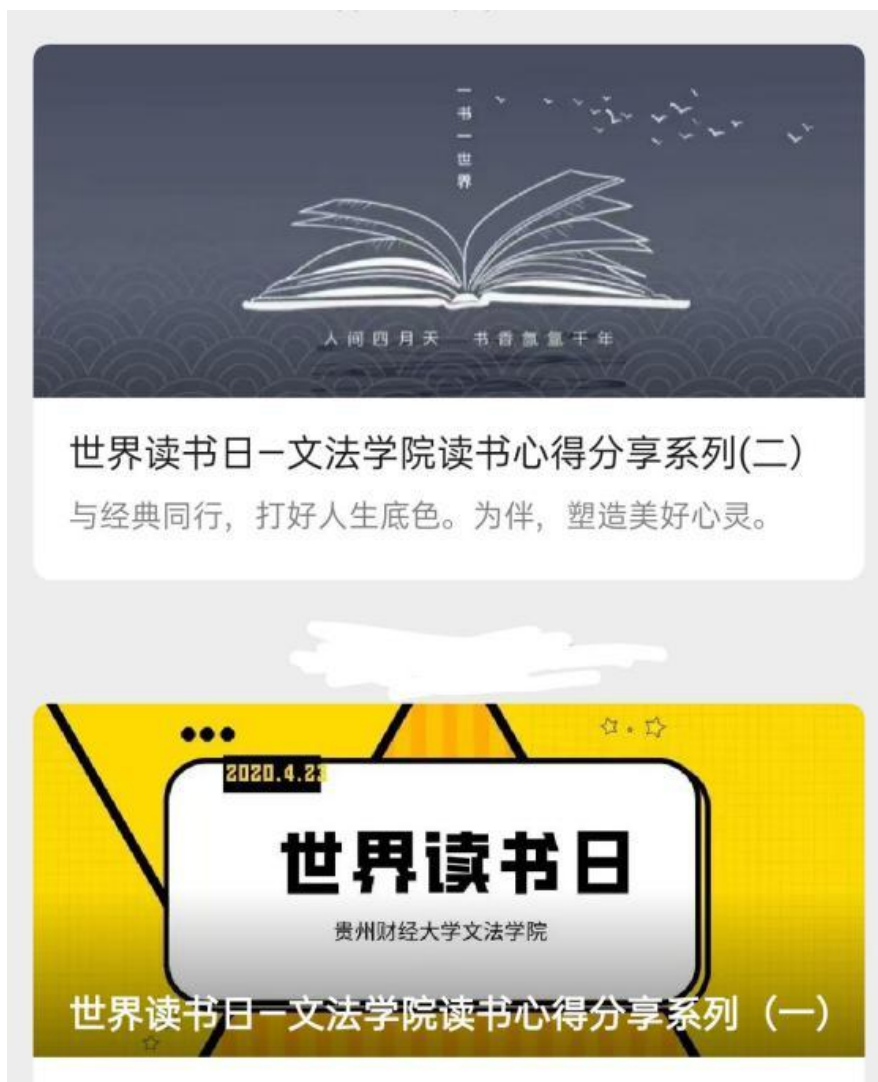 一书一世界
人间四月天 书香氤氲千年
世界读书日—文法学院读书心得分享系列(二）
与经典同行，打好人生底色。为伴，塑造美好心灵。
2020.4.23
世界读书日
贵州财经大学文法学院
世界读书日—文法学院读书心得分享系列（一）